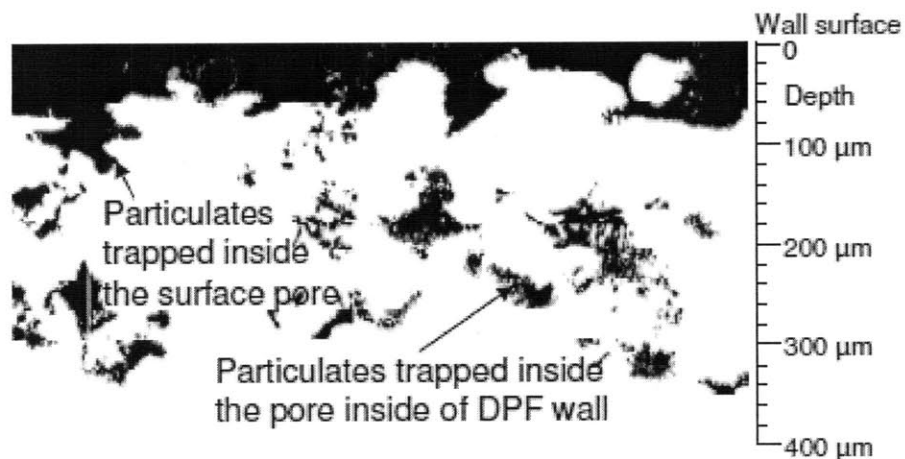 Wall surface
0
Depth
100 µm
Particulates
trapped inside
the surface pore
200 µm
300 µm
Particulates trapped inside
the pore inside of DPF wall
400 µm